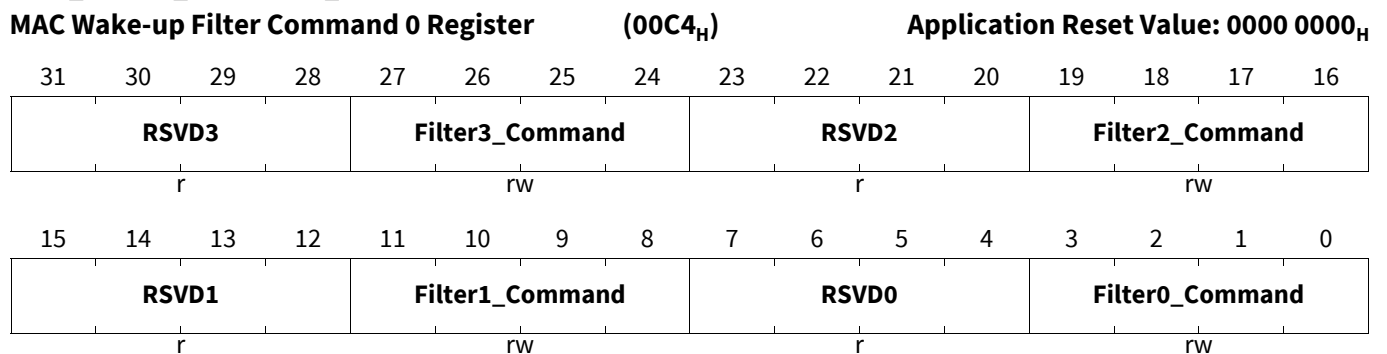 MAC Wake-up Filter Command 0 Register (00C4H) Application Reset Value: 0000 0000H
31 30 29 28 27 26 25 24 23 22 21 20 19 18 17 16
RSVD3 Filter3_Command RSVD2 Filter2_Command
r rw r rw
15 14 13 12 11 10 9 8 7 6 5 4 3 2 1 0
RSVD1 Filter1_Command RSVD0 Filter0_Command
r rw r rw